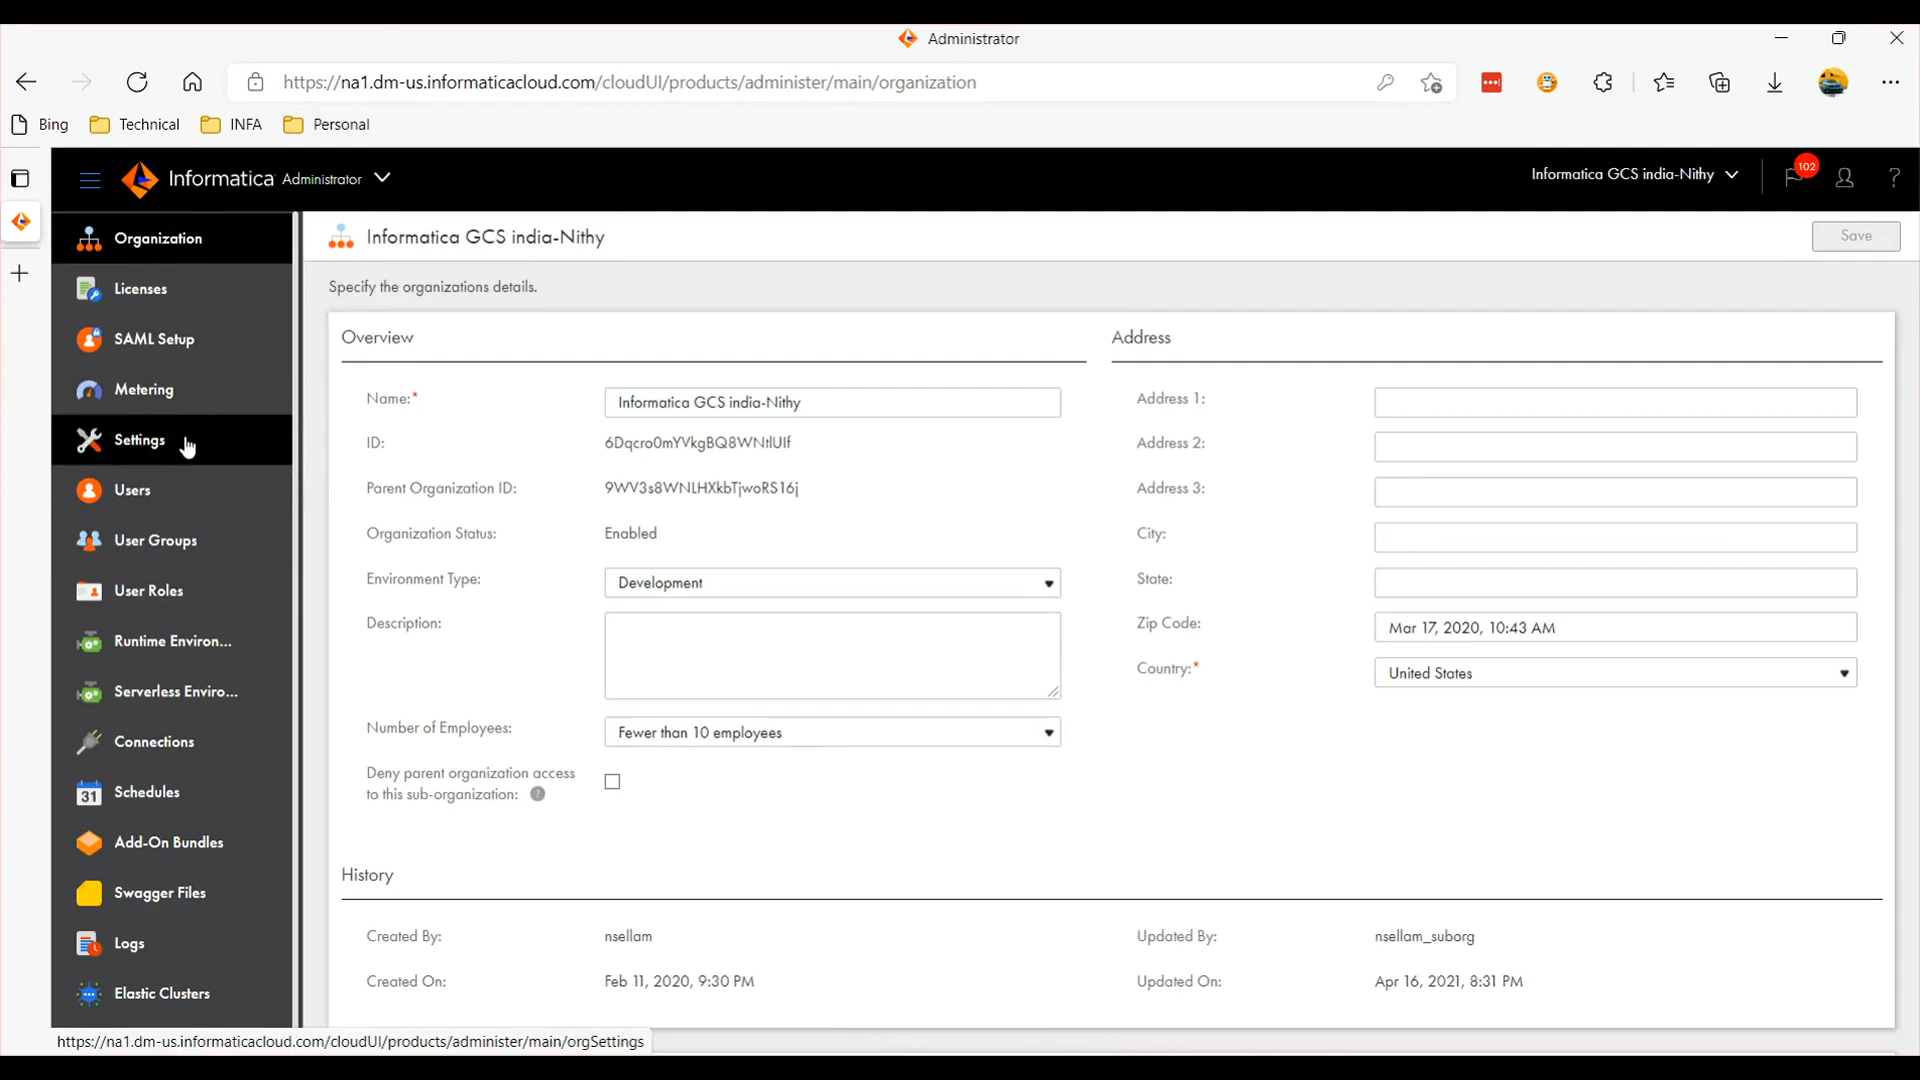 Administrator
https://na1.dm-us.informaticacloud.com/cloudUI/products/administer/main/organization
Bing Technical INFA Personal
Informatica Administrator
Informatica GCS india-Nithy
102
?
Organization
Licenses
SAML Setup
Metering
Settings
Users
User Groups
User Roles
Runtime Environ...
Serverless Enviro...
Connections
31 Schedules
Add-On Bundles
Swagger Files
Logs
Elastic Clusters
Informatica GCS india-Nithy
Save
Specify the organizations details.
Overview
Name:* Informatica GCS india-Nithy
ID: 6Dqcro0mYVkgBQ8WNtlUIf
Parent Organization ID: 9WV3s8WNLHXkbTjwoRS16j
Organization Status: Enabled
Environment Type: Development
Description:
Number of Employees: Fewer than 10 employees
Deny parent organization access
to this sub-organization: ?
Address
Address 1:
Address 2:
Address 3:
City:
State:
Zip Code: Mar 17, 2020, 10:43 AM
Country:* United States
History
Created By: nsellam
Updated By: nsellam_suborg
Created On: Feb 11, 2020, 9:30 PM
Updated On: Apr 16, 2021, 8:31 PM
https://na1.dm-us.informaticacloud.com/cloudUI/products/administer/main/orgSettings